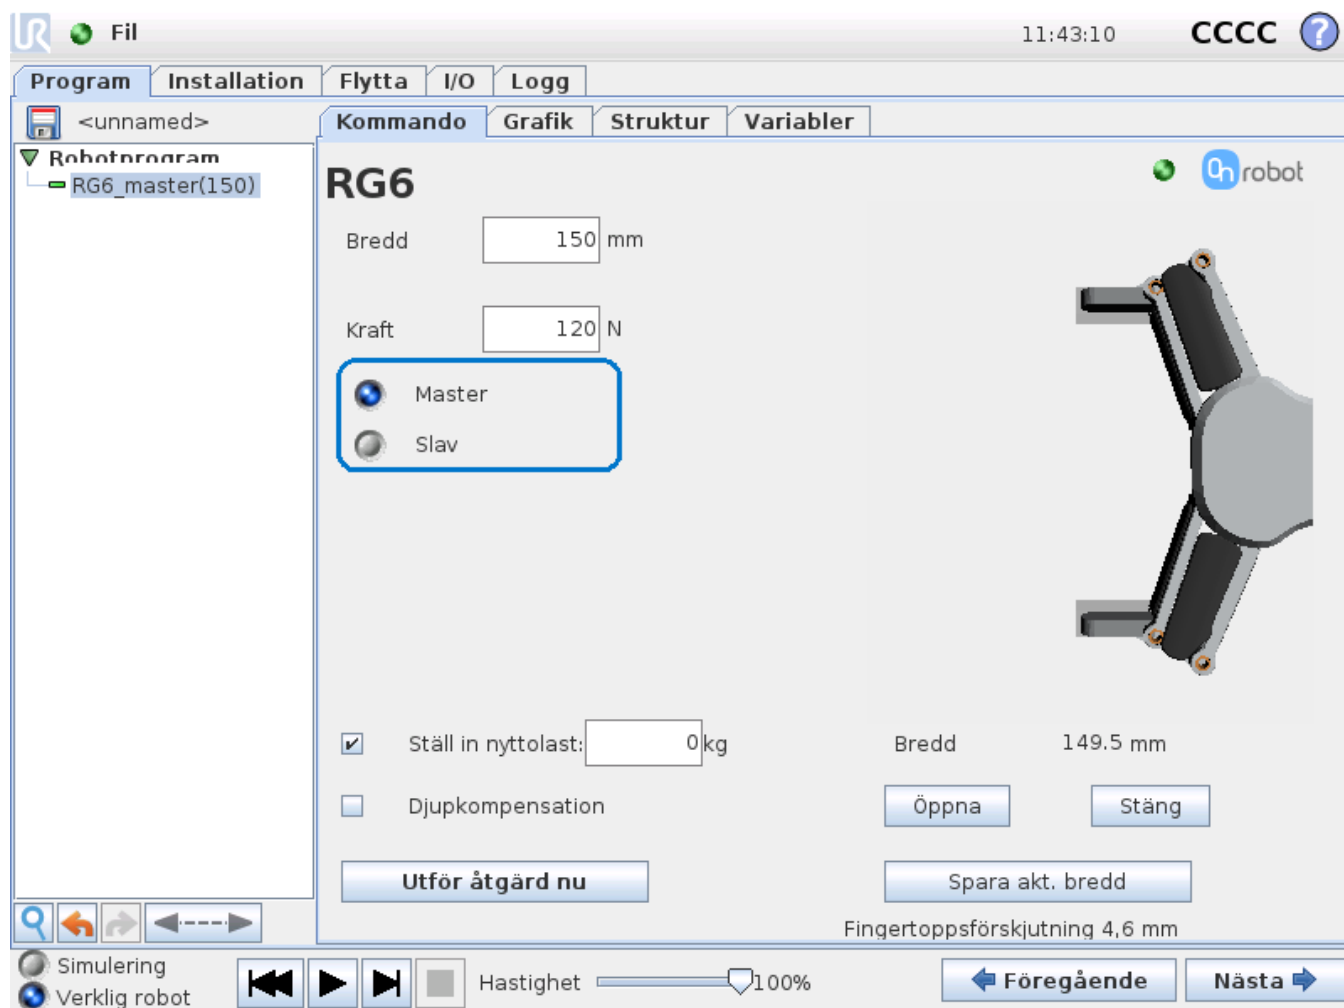 Fil 11:43:10 CCCC ?
Program Installation Flytta I/O Logg
<unnamed> Kommando Grafik Struktur Variabler
Robotprogram
RG6_master(150)
RG6 On robot
Bredd 150 mm
Kraft 120 N
Master
Slav
Ställ in nyttolast: 0 kg Bredd 149.5 mm
Djupkompensation Öppna Stäng
Utför åtgärd nu Spara akt. bredd
Fingertoppsförskjutning 4,6 mm
Simulering
Verklig robot Hastighet 100% Föregående Nästa